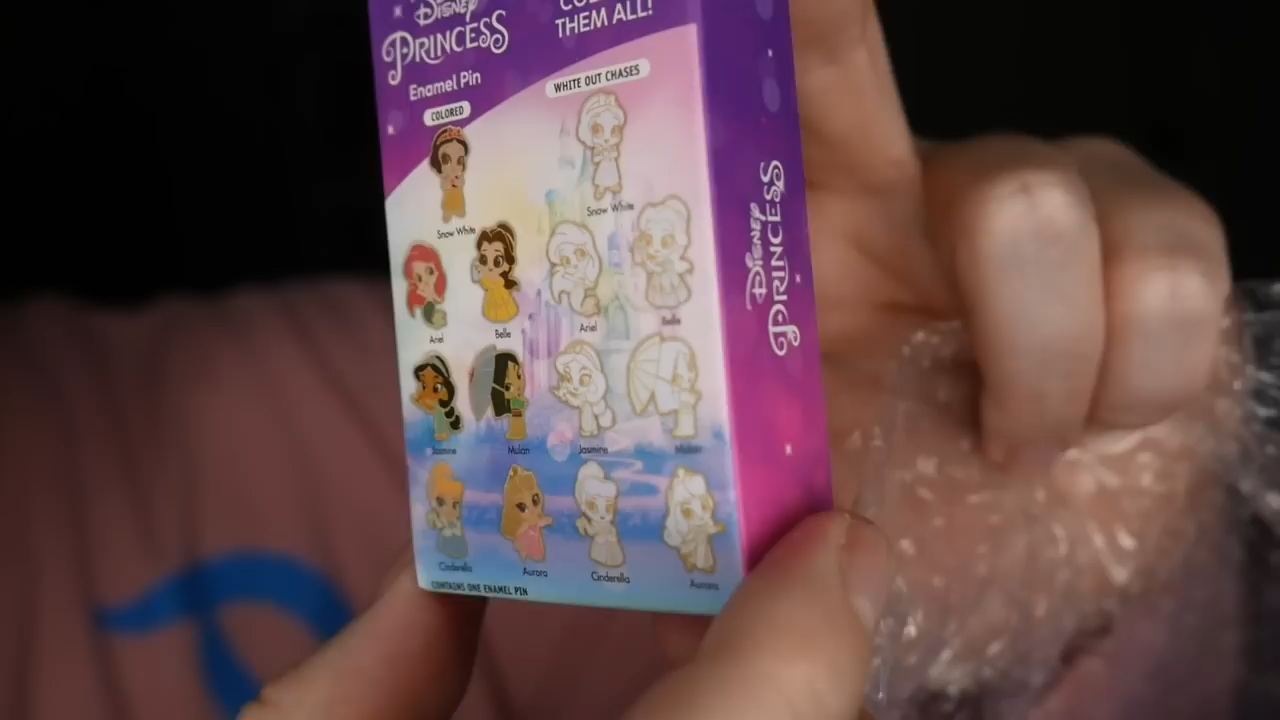 Disney
PRINCESS
THEM ALL!
Enamel Pin
WHITE OUT CHASES
COLORED
Snow White
Snow White
Ariel
Belle
Ariel
Belle
Jasmine
Mulan
Jasmine
Mulan
Cinderella
Aurora
Cinderella
Aurora
CONTAINS ONE ENAMEL PIN
Disney
PRINCESS